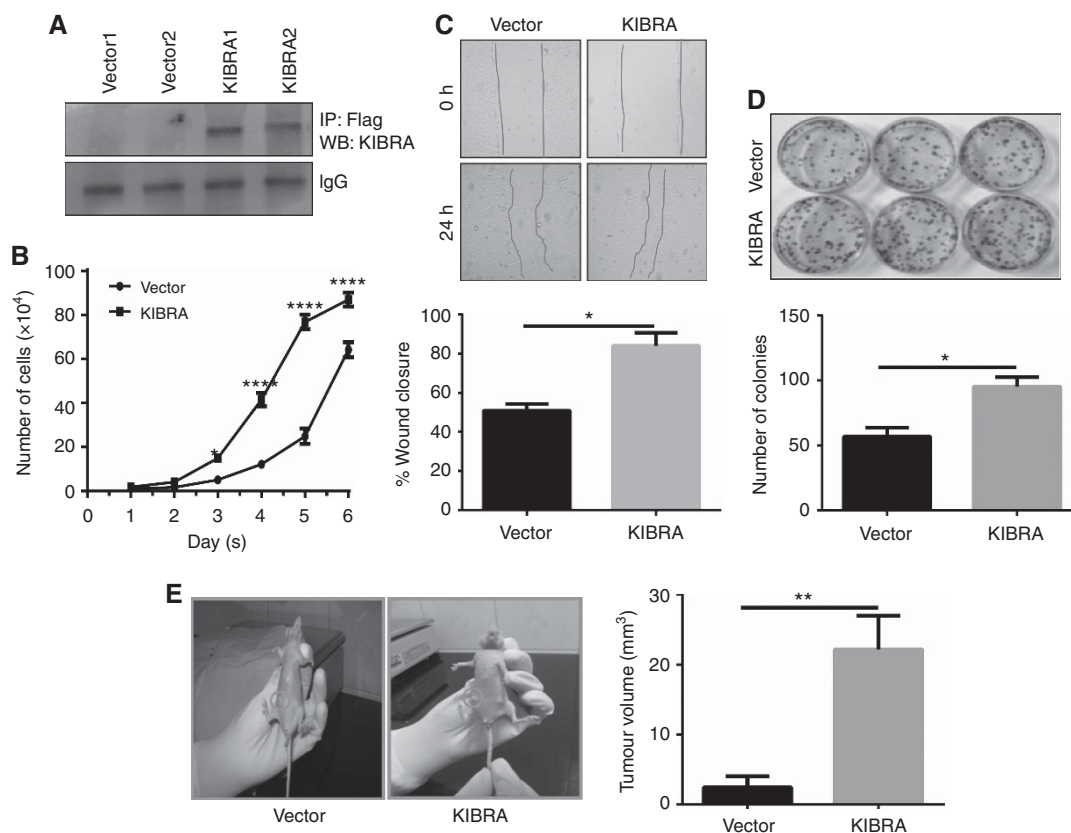 A
Vector1
Vector2
KIBRA1
KIBRA2
IP: Flag
WB: KIBRA
IgG
B
Number of cells (×10⁴)
100
80
60
40
20
0
Vector
KIBRA
*
****
****
****
0 1 2 3 4 5 6
Day (s)
C
Vector KIBRA
0 h
24 h
% Wound closure
100
80
60
40
20
0
*
Vector KIBRA
D
Vector
KIBRA
Number of colonies
150
100
50
0
*
Vector KIBRA
E
Vector KIBRA
Tumour volume (mm³)
30
20
10
0
**
Vector KIBRA